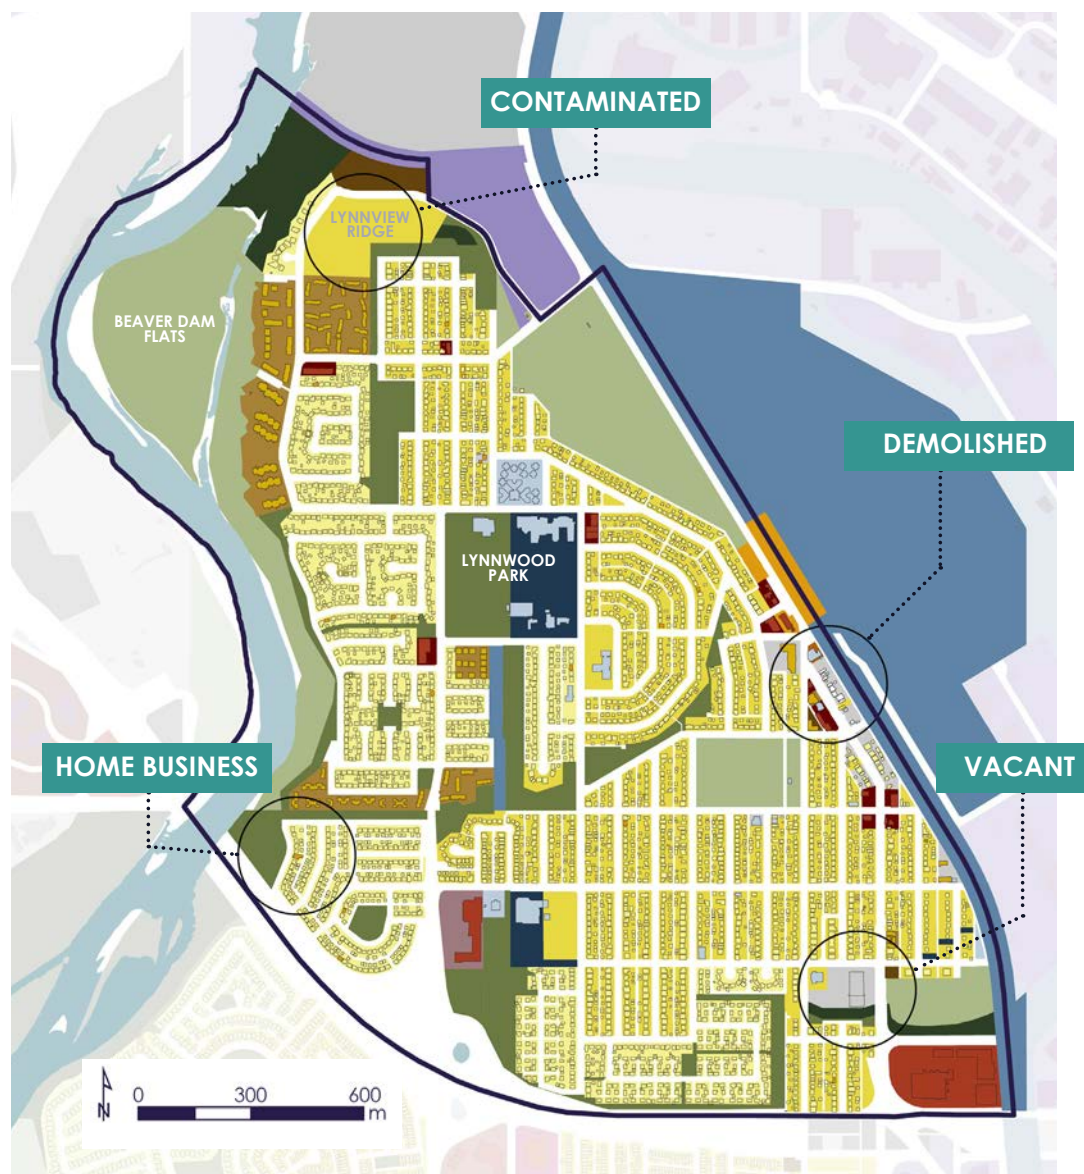 CONTAMINATED
LYNNVIEW
RIDGE
BEAVER DAM
FLATS
DEMOLISHED
LYNNWOOD
PARK
HOME BUSINESS
VACANT
N
0 300 600
m